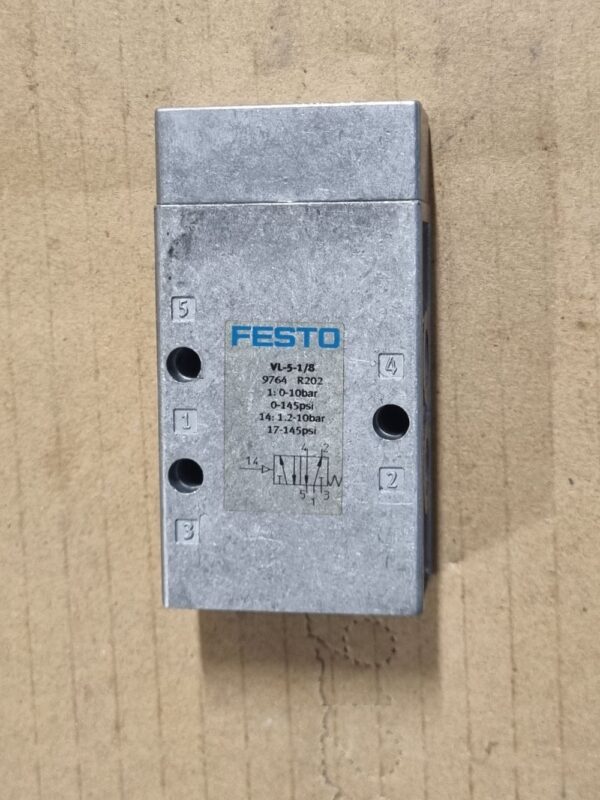 5
FESTO
VL-5-1/8
9764 R202
1: 0-10bar
0-145psi
14: 1.2-10bar
17-145psi
4
1
4 2
14
5 3
1
2
3